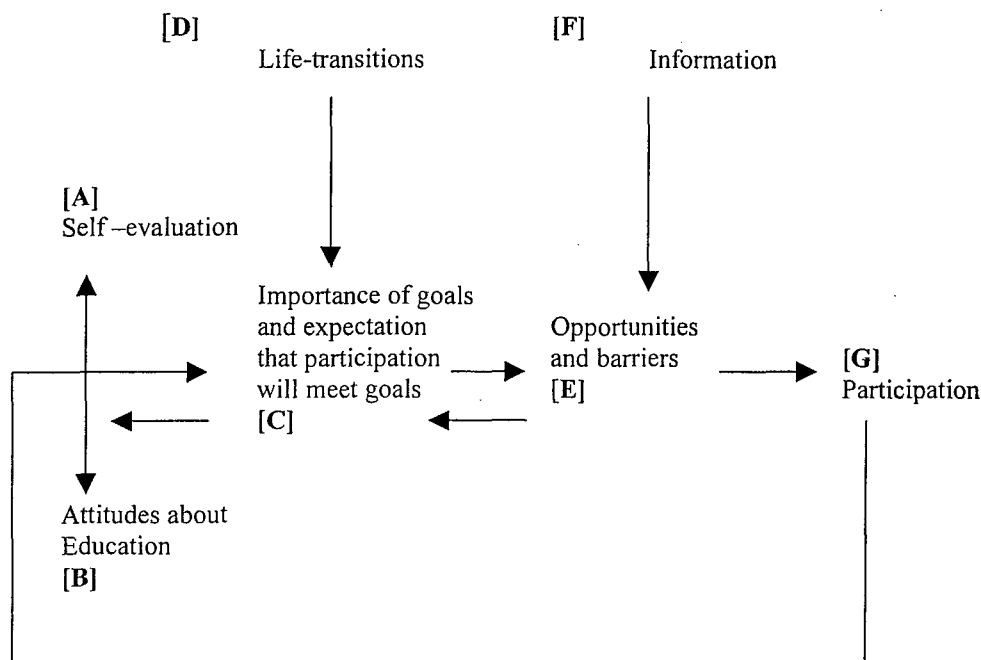 [D]
[F]
Life-transitions
Information
[A]
Self –evaluation
Importance of goals
and expectation
that participation
will meet goals
[C]
Opportunities
and barriers
[E]
[G]
Participation
Attitudes about
Education
[B]